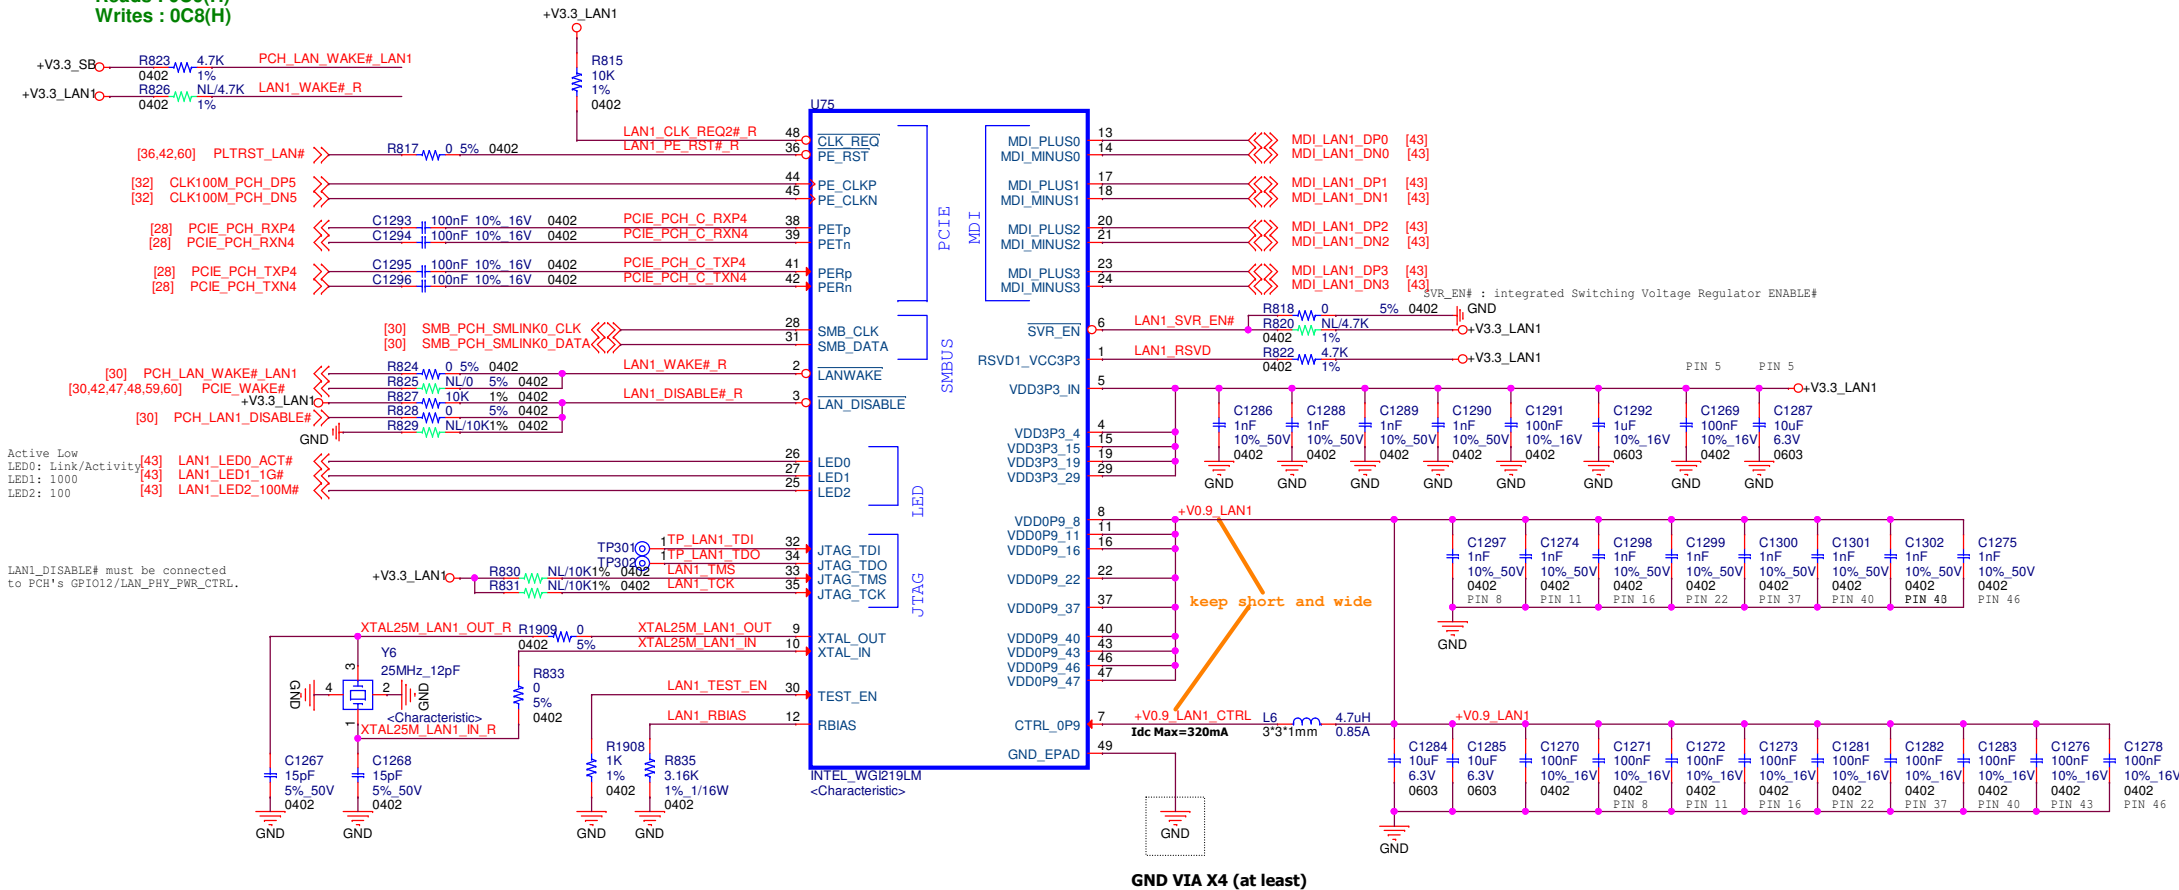 Writes : 0C8(H)
+V3.3_SB
R823
4.7K
0402
1%
PCH_LAN_WAKE#_LAN1
+V3.3_LAN1
R826
NL/4.7K
0402
1%
LAN1_WAKE#_R
+V3.3_LAN1
R815
10K
1%
0402
U75
[36,42,60] PLTRST_LAN#
R817 0 5% 0402
LAN1_CLK_REQ2#_R 48 CLK_REQ
LAN1_PE_RST#_R 36 PE_RST
[32] CLK100M_PCH_DP5 44 PE_CLKP
[32] CLK100M_PCH_DN5 45 PE_CLKN
[28] PCIE_PCH_RXP4 C1293 100nF 10%_16V 0402 PCIE_PCH_C_RXP4 38 PETp
[28] PCIE_PCH_RXN4 C1294 100nF 10%_16V 0402 PCIE_PCH_C_RXN4 39 PETn
[28] PCIE_PCH_TXP4 C1295 100nF 10%_16V 0402 PCIE_PCH_C_TXP4 41 PERp
[28] PCIE_PCH_TXN4 C1296 100nF 10%_16V 0402 PCIE_PCH_C_TXN4 42 PERn
PCIE
[30] SMB_PCH_SMLINK0_CLK 28 SMB_CLK
[30] SMB_PCH_SMLINK0_DATA 31 SMB_DATA
SMBUS
[30] PCH_LAN_WAKE#_LAN1 R824 0 5% 0402 LAN1_WAKE#_R 2 LANWAKE
[30,42,47,48,59,60] PCIE_WAKE# R825 NL/0 5% 0402
+V3.3_LAN1 R827 10K 1% 0402 LAN1_DISABLE#_R 3 LAN_DISABLE
[30] PCH_LAN1_DISABLE# R828 0 5% 0402
GND R829 NL/10K 1% 0402
Active Low
LED0: Link/Activity
LED1: 1000
LED2: 100
[43] LAN1_LED0_ACT# 26 LED0
[43] LAN1_LED1_1G# 27 LED1
[43] LAN1_LED2_100M# 25 LED2
LED
TP301 1 TP_LAN1_TDI 32 JTAG_TDI
TP302 1 TP_LAN1_TDO 34 JTAG_TDO
+V3.3_LAN1 R830 NL/10K 1% 0402 LAN1_TMS 33 JTAG_TMS
R831 NL/10K 1% 0402 LAN1_TCK 35 JTAG_TCK
JTAG
LAN1_DISABLE# must be connected
to PCH's GPIO12/LAN_PHY_PWR_CTRL.
XTAL25M_LAN1_OUT_R R1909 0 0402 5% XTAL25M_LAN1_OUT 9 XTAL_OUT
XTAL25M_LAN1_IN 10 XTAL_IN
Y6
25MHz_12pF
3
4
2
1
GND
GND
<Characteristic>
XTAL25M_LAN1_IN_R
R833
0
5%
0402
C1267
15pF
5%_50V
0402
GND
C1268
15pF
5%_50V
0402
GND
LAN1_TEST_EN 30 TEST_EN
LAN1_RBIAS 12 RBIAS
R1908
1K
1%
0402
GND
R835
3.16K
1%_1/16W
0402
GND
INTEL_WGI219LM
<Characteristic>
MDI
MDI_PLUS0 13 MDI_LAN1_DP0 [43]
MDI_MINUS0 14 MDI_LAN1_DN0 [43]
MDI_PLUS1 17 MDI_LAN1_DP1 [43]
MDI_MINUS1 18 MDI_LAN1_DN1 [43]
MDI_PLUS2 20 MDI_LAN1_DP2 [43]
MDI_MINUS2 21 MDI_LAN1_DN2 [43]
MDI_PLUS3 23 MDI_LAN1_DP3 [43]
MDI_MINUS3 24 MDI_LAN1_DN3 [43]
SVR_EN# : integrated Switching Voltage Regulator ENABLE#
SVR_EN 6 LAN1_SVR_EN# R818 0 5% 0402 GND
R820 NL/4.7K 0402 1% +V3.3_LAN1
RSVD1_VCC3P3 1 LAN1_RSVD R822 4.7K 0402 1% +V3.3_LAN1
VDD3P3_IN 5
PIN 5 PIN 5
+V3.3_LAN1
VDD3P3_4 4
VDD3P3_15 15
VDD3P3_19 19
VDD3P3_29 29
C1286 C1288 C1289 C1290 C1291 C1292 C1269 C1287
1nF 1nF 1nF 1nF 100nF 1uF 100nF 10uF
10%_50V 10%_50V 10%_50V 10%_50V 10%_16V 10%_16V 10%_16V 6.3V
0402 0402 0402 0402 0402 0603 0402 0603
GND GND GND GND GND GND GND GND
VDD0P9_8 8 +V0.9_LAN1
VDD0P9_11 11
VDD0P9_16 16
VDD0P9_22 22
VDD0P9_37 37
VDD0P9_40 40
VDD0P9_43 43
VDD0P9_46 46
VDD0P9_47 47
keep short and wide
C1297 C1274 C1298 C1299 C1300 C1301 C1302 C1275
1nF 1nF 1nF 1nF 1nF 1nF 1nF 1nF
10%_50V 10%_50V 10%_50V 10%_50V 10%_50V 10%_50V 10%_50V 10%_50V
0402 0402 0402 0402 0402 0402 0402 0402
PIN 8 PIN 11 PIN 16 PIN 22 PIN 37 PIN 40 PIN 46
GND
CTRL_0P9 7 +V0.9_LAN1_CTRL L6 4.7uH +V0.9_LAN1
Idc Max=320mA 3*3*1mm 0.85A
GND_EPAD 49
GND
C1284 C1285 C1270 C1271 C1272 C1273 C1281 C1282 C1283 C1276 C1278
10uF 10uF 100nF 100nF 100nF 100nF 100nF 100nF 100nF 100nF 100nF
6.3V 6.3V 10%_16V 10%_16V 10%_16V 10%_16V 10%_16V 10%_16V 10%_16V 10%_16V 10%_16V
0603 0603 0402 0402 0402 0402 0402 0402 0402 0402 0402
PIN 8 PIN 11 PIN 16 PIN 22 PIN 37 PIN 40 PIN 43 PIN 46
GND
GND VIA X4 (at least)